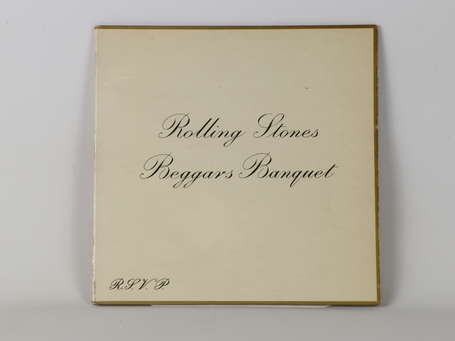 Rolling Stones
Beggars Banquet
R.S.V.P.